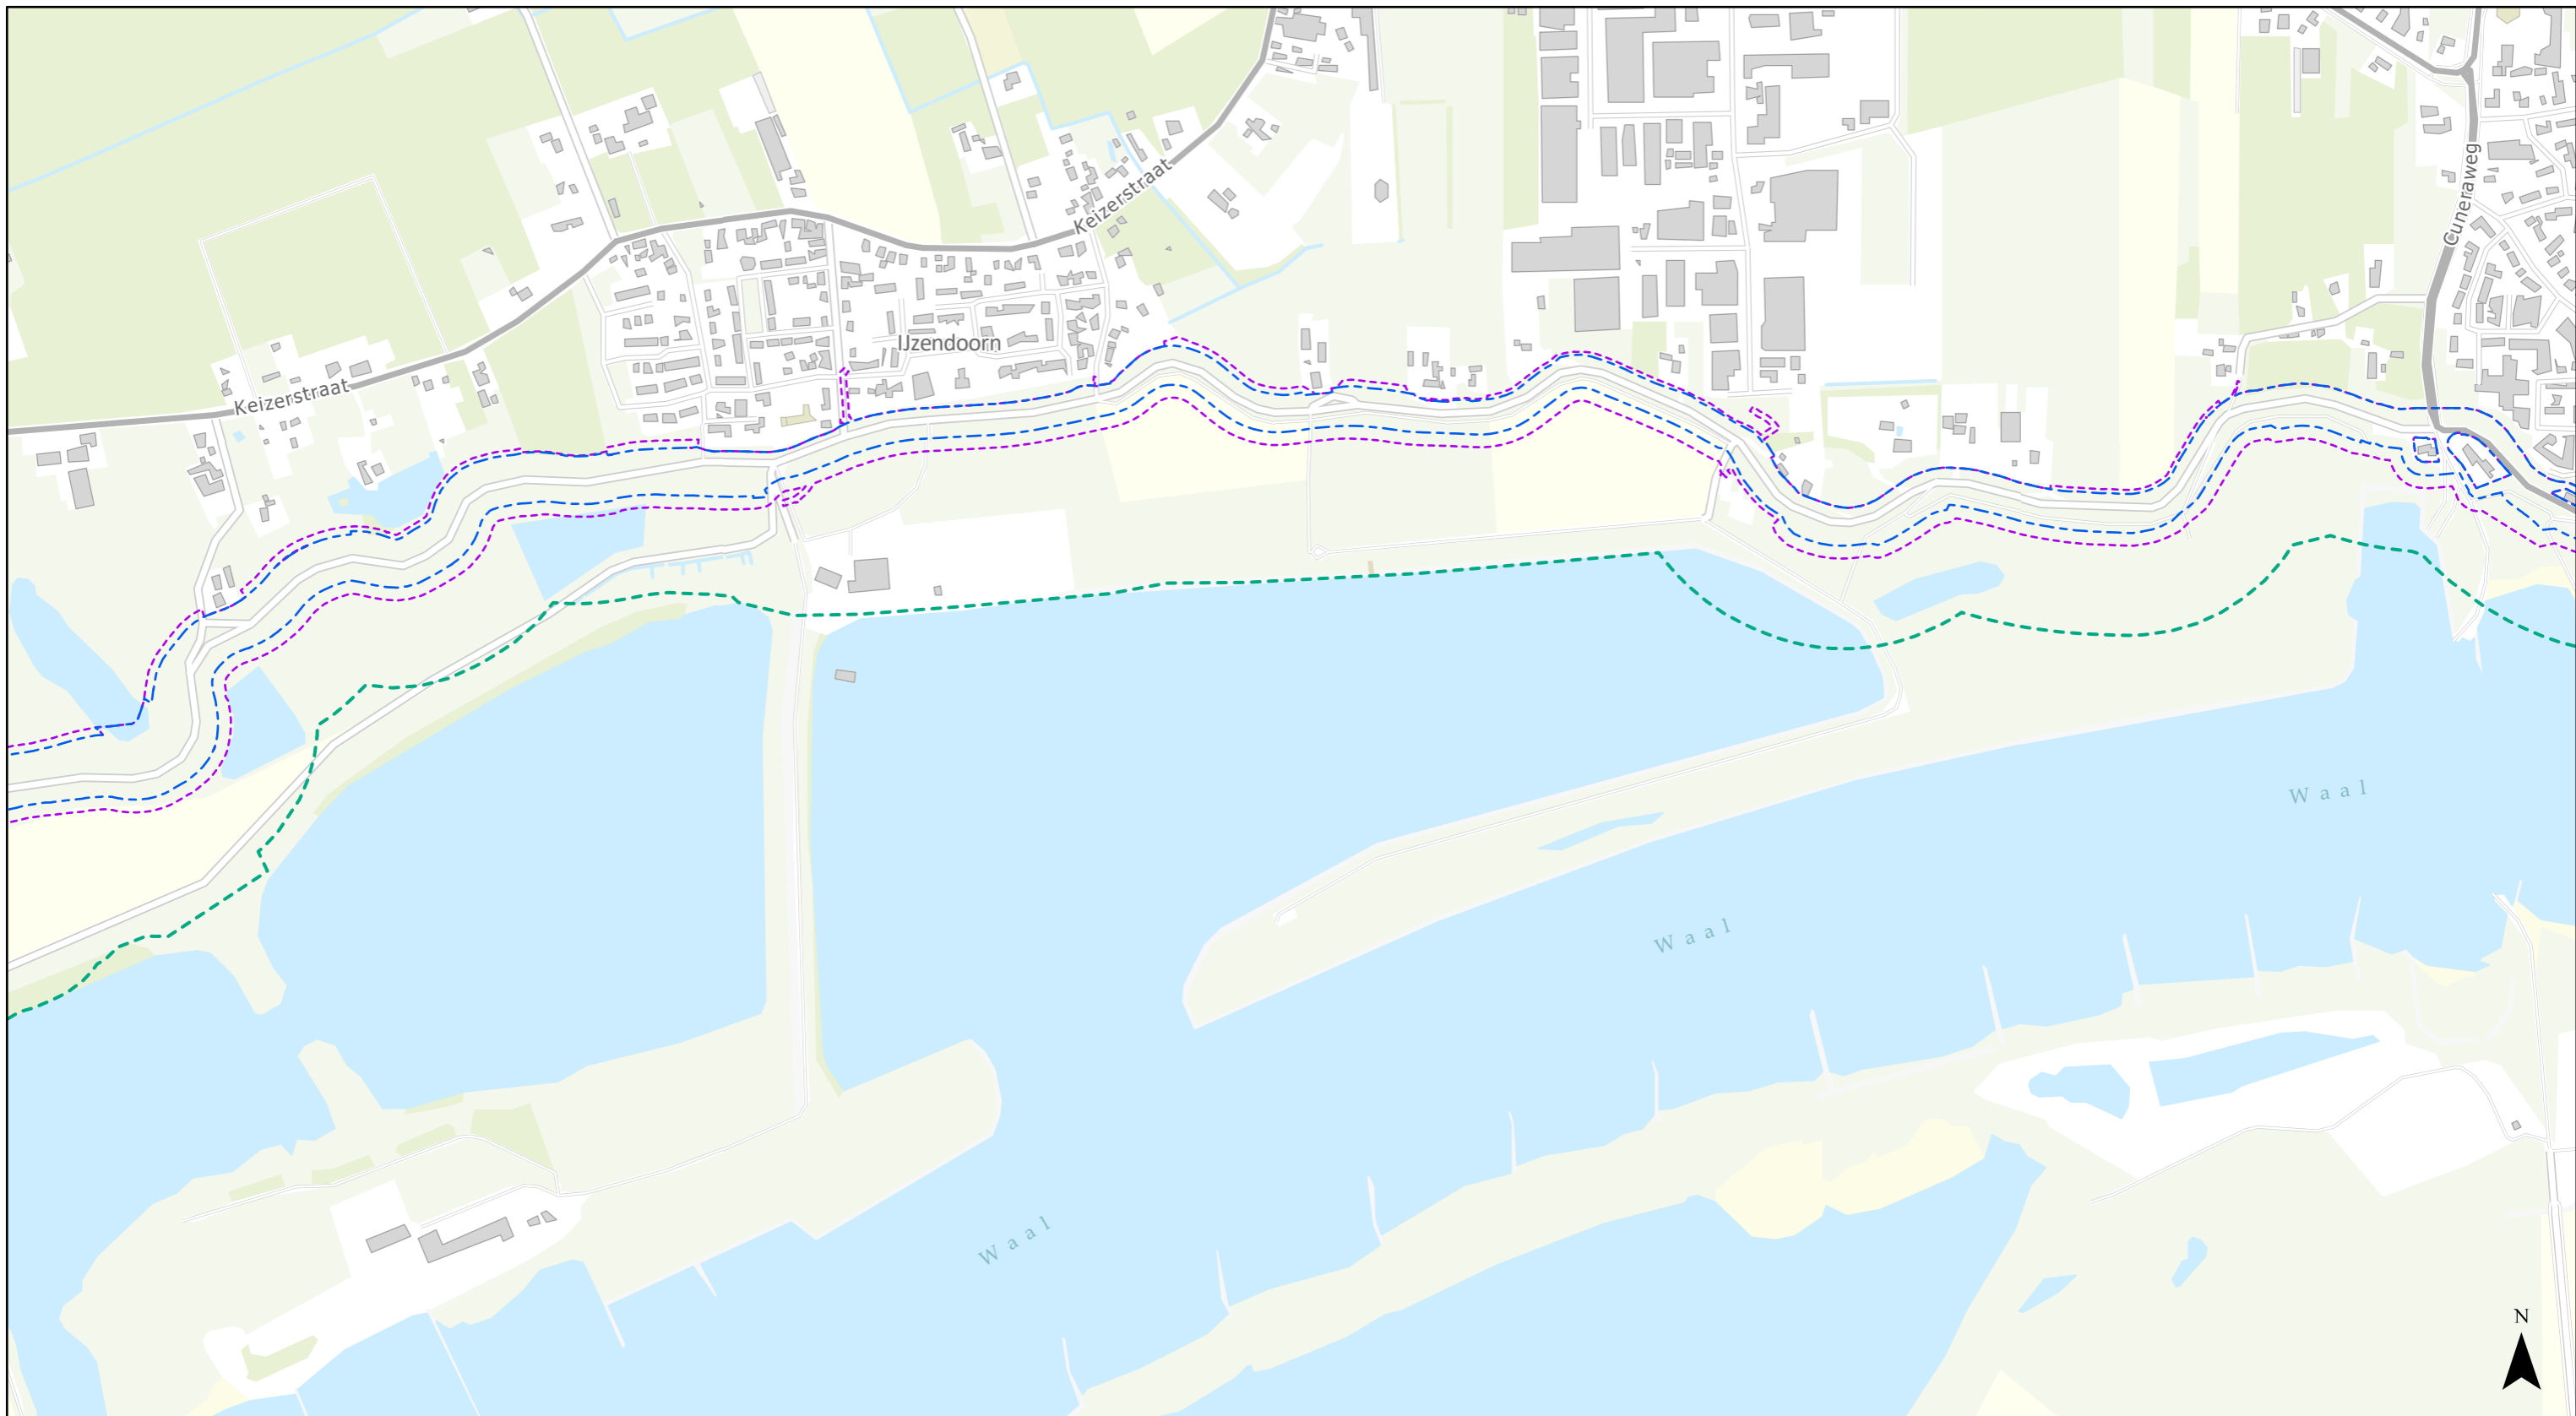 Cuneraweg
Keizerstraat
IJzendoorn
Keizerstraat
Waal
Waal
Waal
N